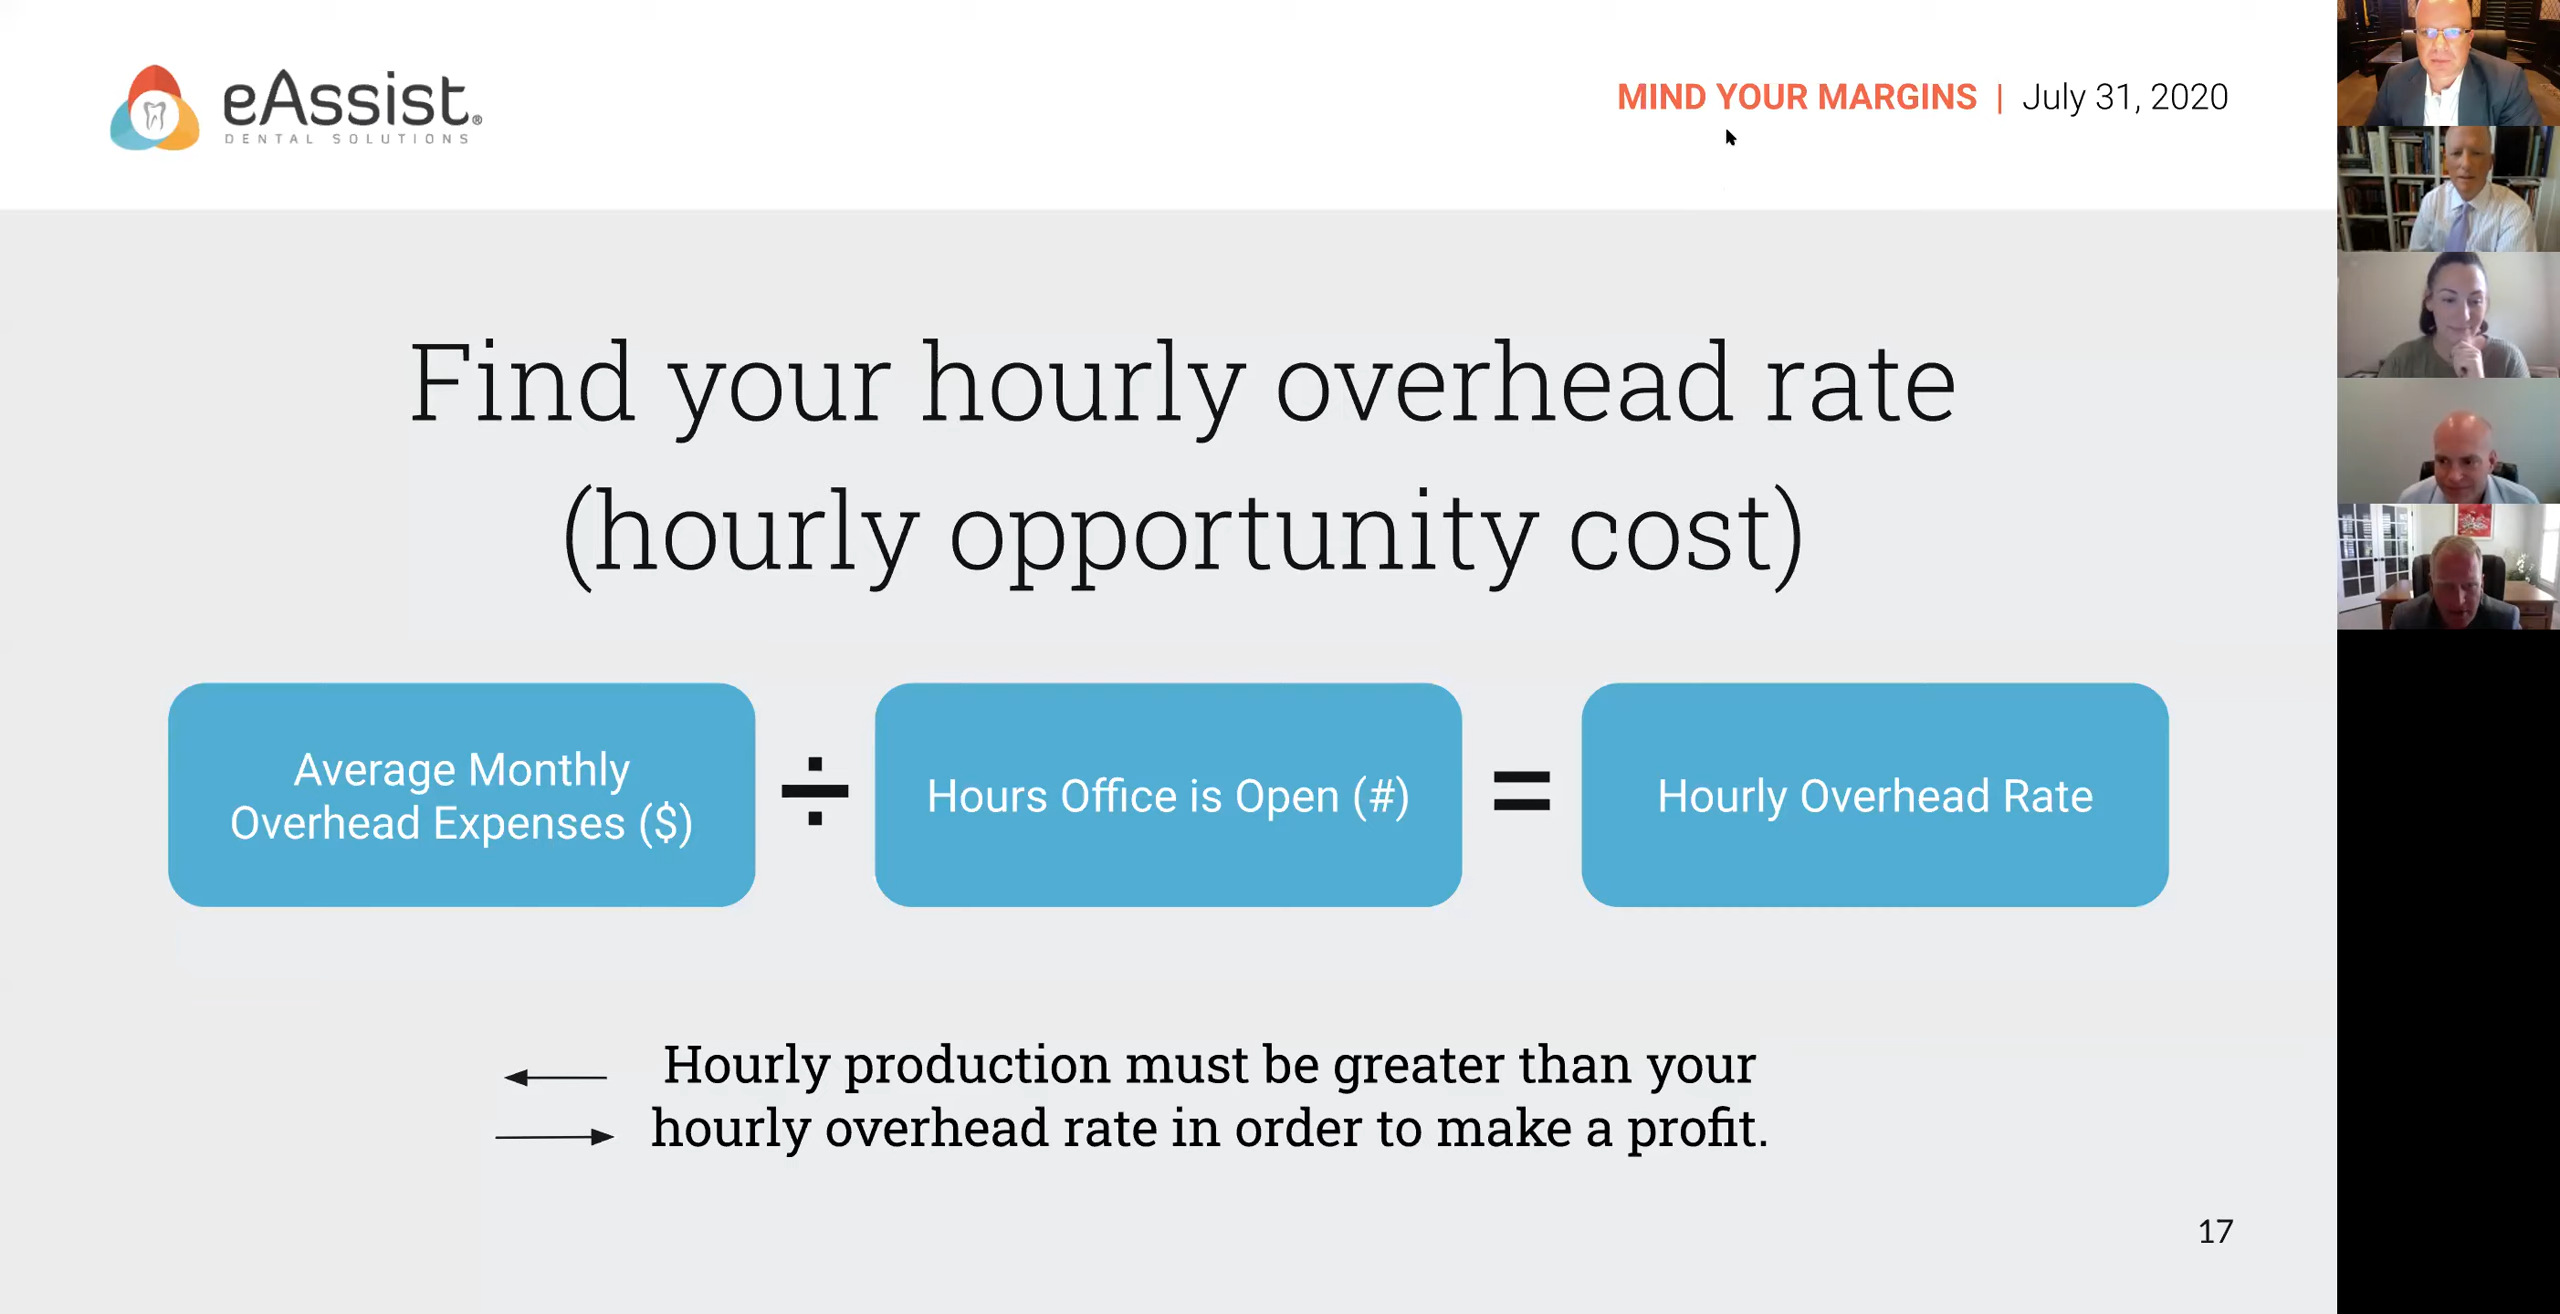 eAssist®
DENTAL SOLUTIONS
MIND YOUR MARGINS | July 31, 2020
Find your hourly overhead rate
(hourly opportunity cost)
Average Monthly
Overhead Expenses ($)
÷
Hours Office is Open (#)
=
Hourly Overhead Rate
Hourly production must be greater than your
hourly overhead rate in order to make a profit.
17